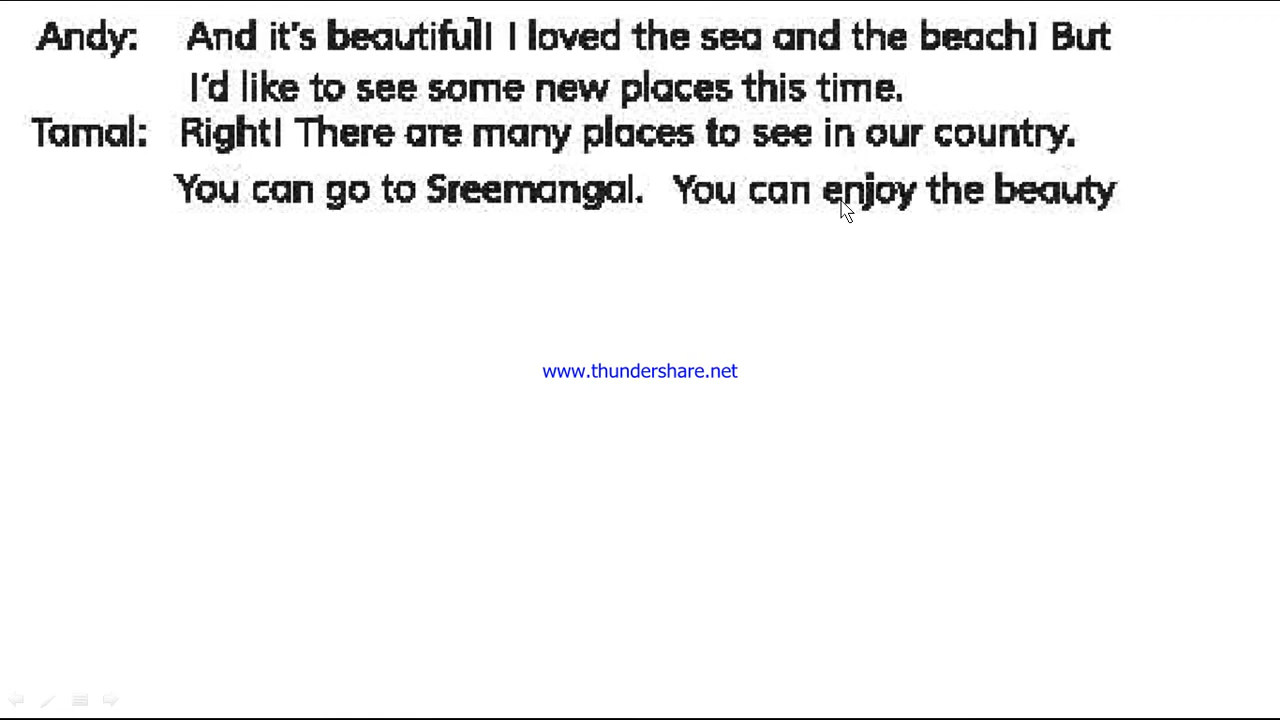 Andy: And it's beautiful! I loved the sea and the beach! But
I'd like to see some new places this time.
Tamal: Right! There are many places to see in our country.
You can go to Sreemangal. You can enjoy the beauty
www.thundershare.net